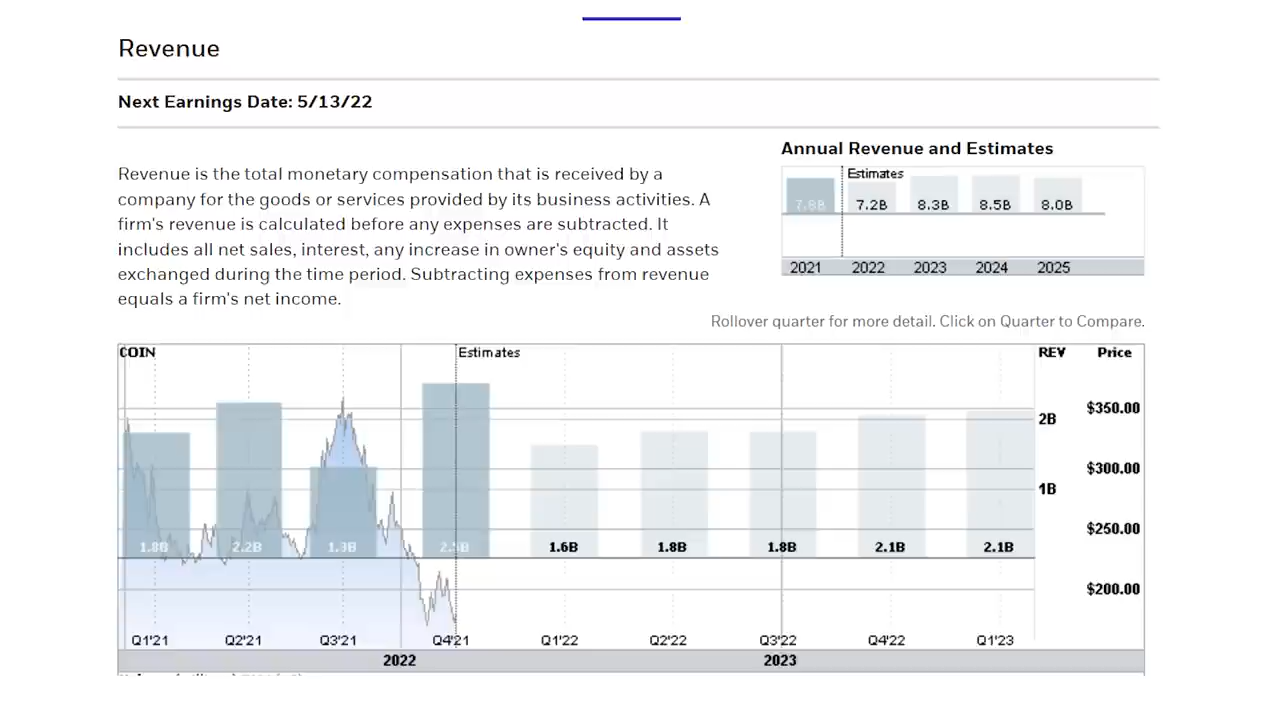 Revenue
Next Earnings Date: 5/13/22
Revenue is the total monetary compensation that is received by a
company for the goods or services provided by its business activities. A
firm's revenue is calculated before any expenses are subtracted. It
includes all net sales, interest, any increase in owner's equity and assets
exchanged during the time period. Subtracting expenses from revenue
equals a firm's net income.
Annual Revenue and Estimates
Estimates
7.8B 7.2B 8.3B 8.5B 8.0B
2021 2022 2023 2024 2025
Rollover quarter for more detail. Click on Quarter to Compare.
COIN Estimates REV Price
$350.00
2B
$300.00
1B
$250.00
1.8B 2.2B 1.3B 2.5B 1.6B 1.8B 1.8B 2.1B 2.1B
$200.00
Q1'21 Q2'21 Q3'21 Q4'21 Q1'22 Q2'22 Q3'22 Q4'22 Q1'23
2022 2023